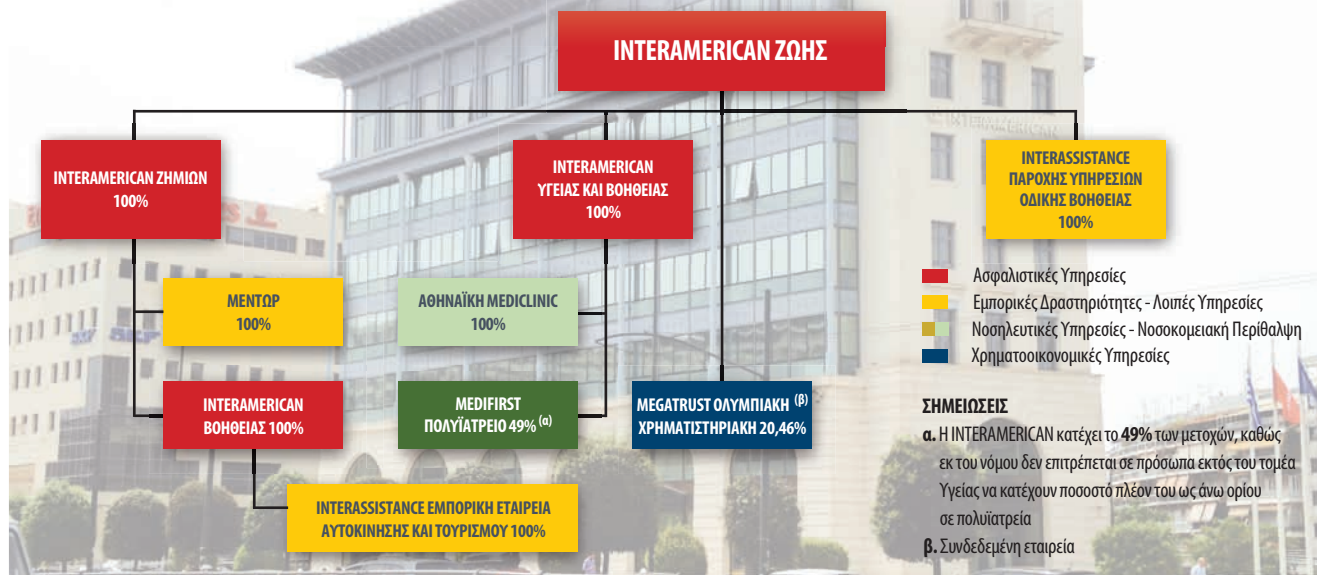 INTERAMERICAN ΖΩΗΣ
INTERAMERICAN ΖΗΜΙΩΝ
100%
INTERAMERICAN
ΥΓΕΙΑΣ ΚΑΙ ΒΟΗΘΕΙΑΣ
100%
INTERASSISTANCE
ΠΑΡΟΧΗΣ ΥΠΗΡΕΣΙΩΝ
ΟΔΙΚΗΣ ΒΟΗΘΕΙΑΣ
100%
ΜΕΝΤΩΡ
100%
ΑΘΗΝΑΪΚΗ MEDICLINIC
100%
INTERAMERICAN
ΒΟΗΘΕΙΑΣ 100%
MEDIFIRST
ΠΟΛΥΪΑΤΡΕΙΟ 49% (α)
MEGATRUST ΟΛΥΜΠΙΑΚΗ (β)
ΧΡΗΜΑΤΙΣΤΗΡΙΑΚΗ 20,46%
INTERASSISTANCE ΕΜΠΟΡΙΚΗ ΕΤΑΙΡΕΙΑ
ΑΥΤΟΚΙΝΗΣΗΣ ΚΑΙ ΤΟΥΡΙΣΜΟΥ 100%
Ασφαλιστικές Υπηρεσίες
Εμπορικές Δραστηριότητες - Λοιπές Υπηρεσίες
Νοσηλευτικές Υπηρεσίες - Νοσοκομειακή Περίθαλψη
Χρηματοοικονομικές Υπηρεσίες
ΣΗΜΕΙΩΣΕΙΣ
α. Η INTERAMERICAN κατέχει το 49% των μετοχών, καθώς
εκ του νόμου δεν επιτρέπεται σε πρόσωπα εκτός του τομέα
Υγείας να κατέχουν ποσοστό πλέον του ως άνω ορίου
σε πολυϊατρεία
β. Συνδεδεμένη εταιρεία
INTERAMERICAN